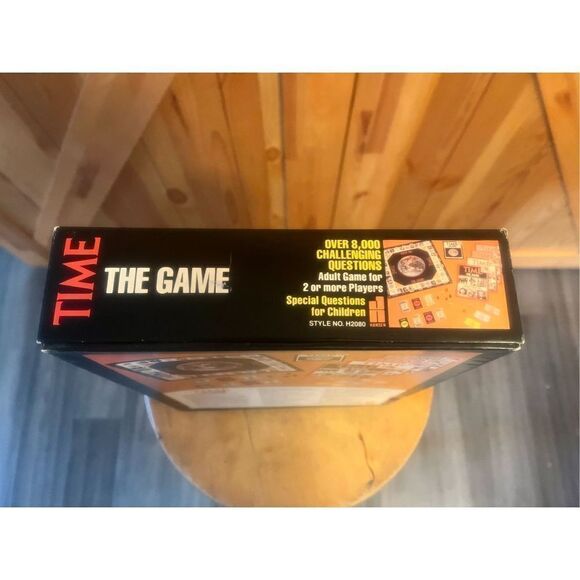 TIME
THE GAME
OVER 8,000
CHALLENGING
QUESTIONS
Adult Game for
2 or more Players
Special Questions
for Children
STYLE NO. H2080
TIME